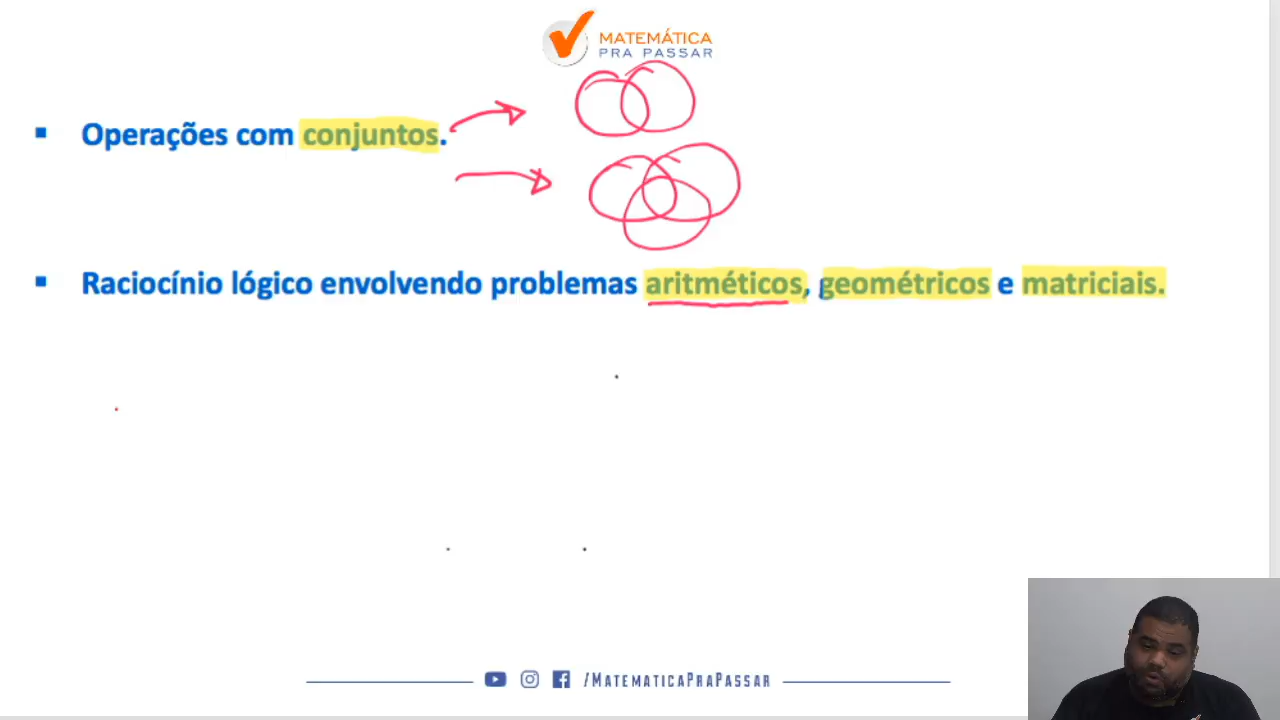 MATEMÁTICA
PRA PASSAR
▪ Operações com conjuntos.
▪ Raciocínio lógico envolvendo problemas aritméticos, geométricos e matriciais.
/MATEMATICAPRAPASSAR